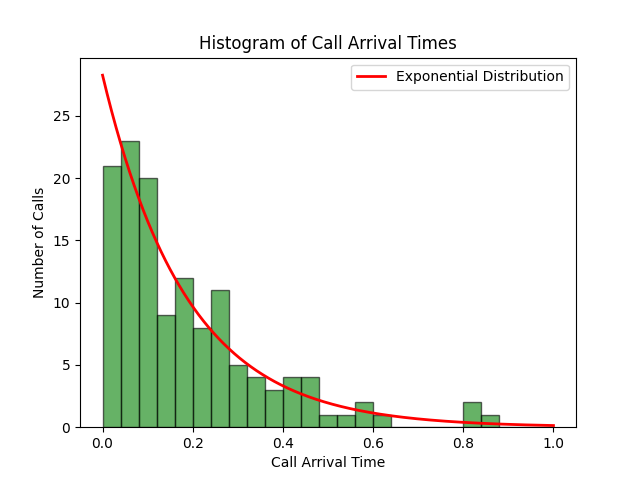 Histogram of Call Arrival Times
Exponential Distribution
Number of Calls
25
20
15
10
5
0
0.0 0.2 0.4 0.6 0.8 1.0
Call Arrival Time